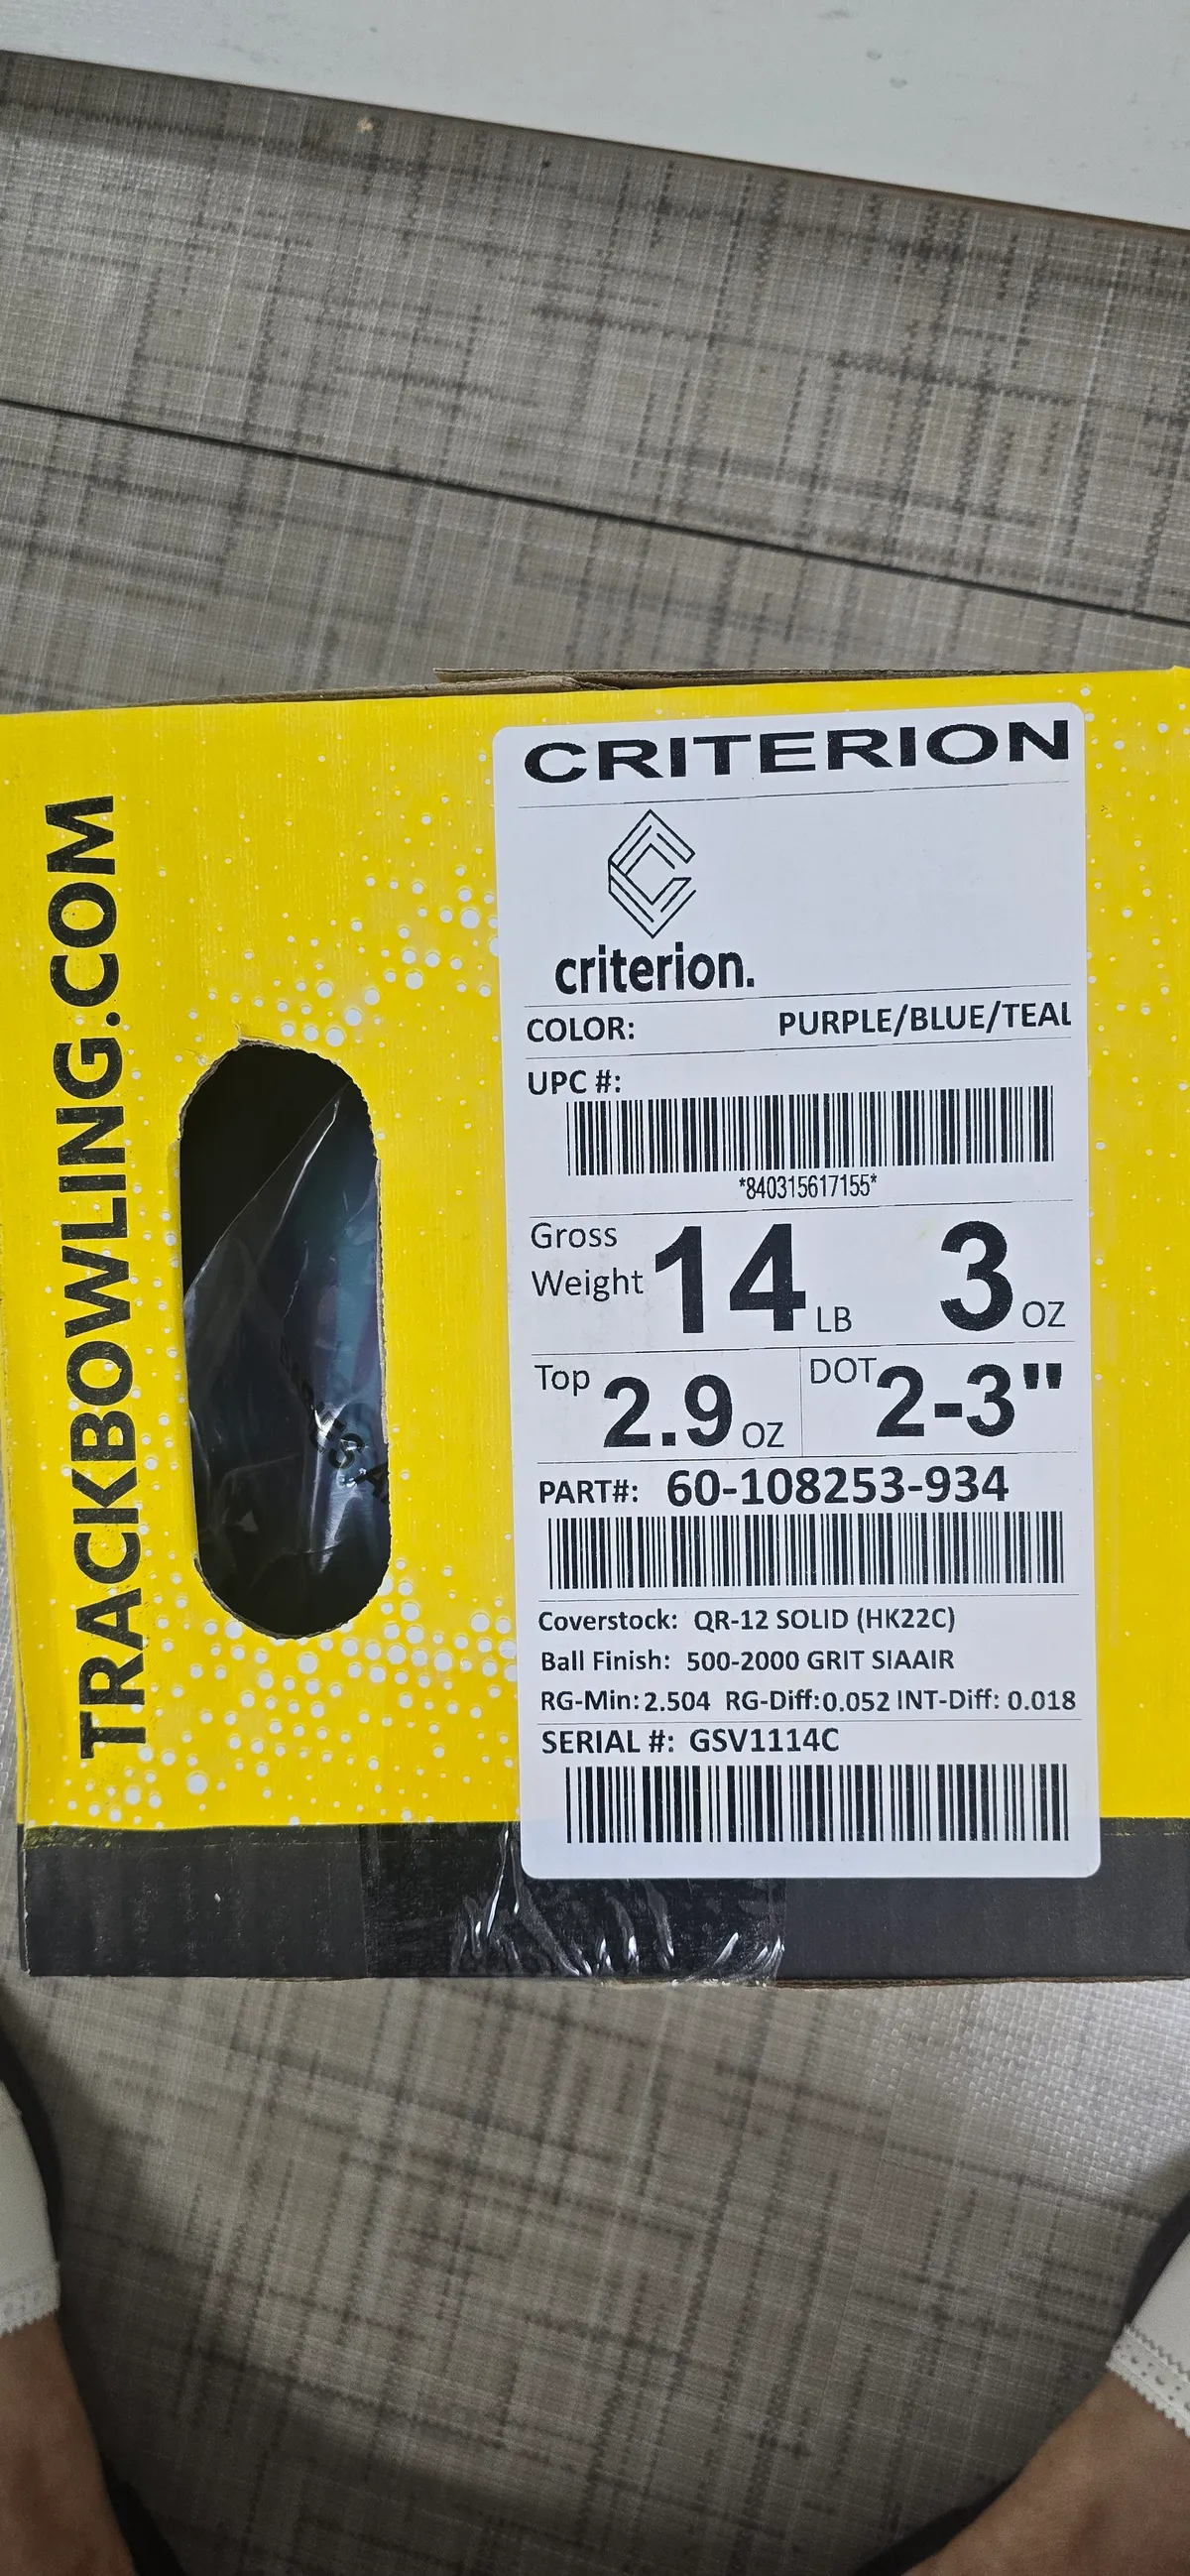 TRACKBOWLING.COM
CRITERION
criterion.
COLOR: PURPLE/BLUE/TEAL
UPC #:
*840315617155*
Gross Weight 14 LB 3 OZ
Top 2.9 OZ DOT 2-3"
PART#: 60-108253-934
Coverstock: QR-12 SOLID (HK22C)
Ball Finish: 500-2000 GRIT SIAAIR
RG-Min: 2.504 RG-Diff: 0.052 INT-Diff: 0.018
SERIAL #: GSV1114C